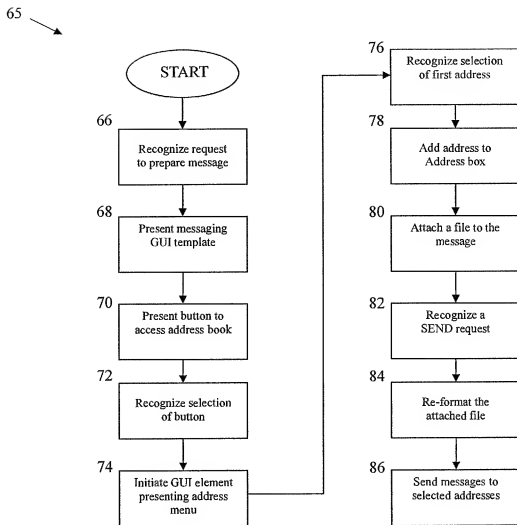 65
START
66
Recognize request
to prepare message
68
Present messaging
GUI template
70
Present button to
access address book
72
Recognize selection
of button
74
Initiate GUI element
presenting address
menu
76
Recognize selection
of first address
78
Add address to
Address box
80
Attach a file to the
message
82
Recognize a
SEND request
84
Re-format the
attached file
86
Send messages to
selected addresses